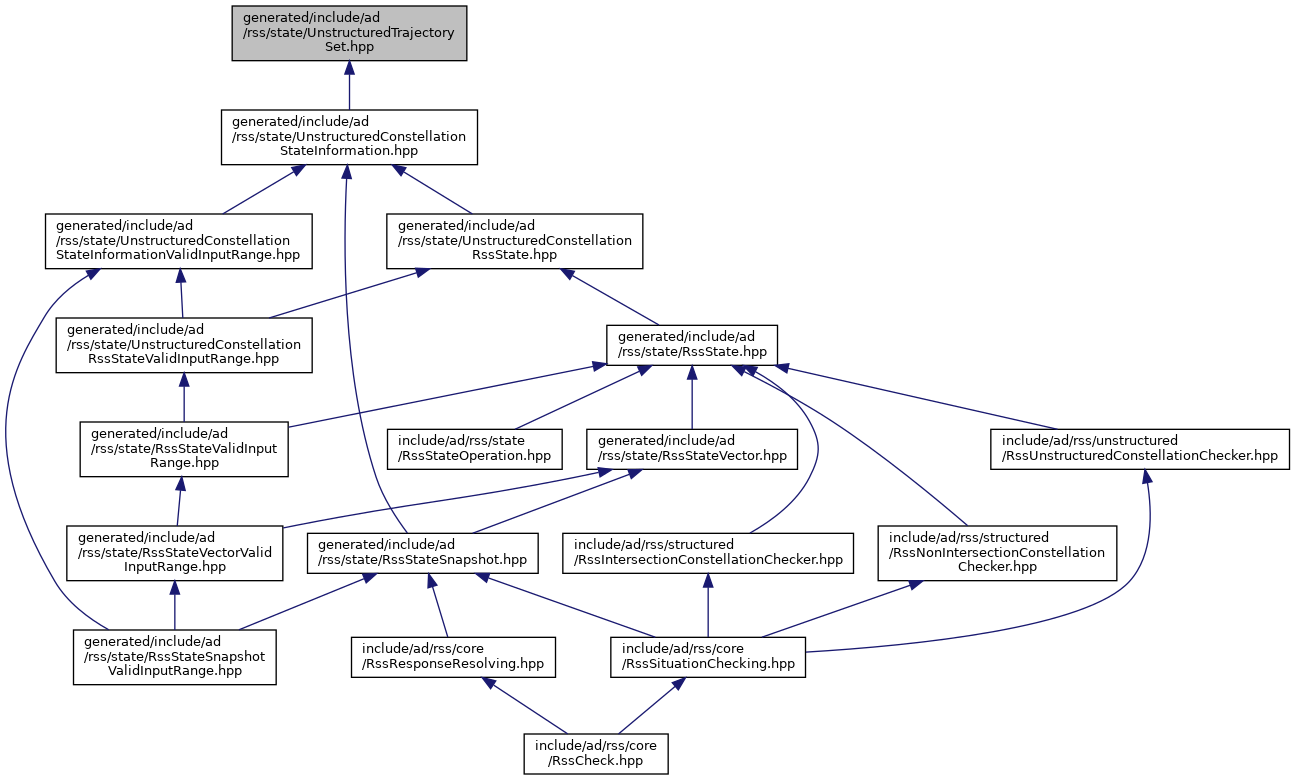 generated/include/ad
/rss/state/UnstructuredTrajectory
Set.hpp
generated/include/ad
/rss/state/UnstructuredConstellation
StateInformation.hpp
generated/include/ad
/rss/state/UnstructuredConstellation
StateInformationValidInputRange.hpp
generated/include/ad
/rss/state/UnstructuredConstellation
RssState.hpp
generated/include/ad
/rss/state/UnstructuredConstellation
RssStateValidInputRange.hpp
generated/include/ad
/rss/state/RssState.hpp
generated/include/ad
/rss/state/RssStateValidInput
Range.hpp
include/ad/rss/state
/RssStateOperation.hpp
generated/include/ad
/rss/state/RssStateVector.hpp
include/ad/rss/unstructured
/RssUnstructuredConstellationChecker.hpp
generated/include/ad
/rss/state/RssStateVectorValid
InputRange.hpp
generated/include/ad
/rss/state/RssStateSnapshot.hpp
include/ad/rss/structured
/RssIntersectionConstellationChecker.hpp
include/ad/rss/structured
/RssNonIntersectionConstellation
Checker.hpp
generated/include/ad
/rss/state/RssStateSnapshot
ValidInputRange.hpp
include/ad/rss/core
/RssResponseResolving.hpp
include/ad/rss/core
/RssSituationChecking.hpp
include/ad/rss/core
/RssCheck.hpp